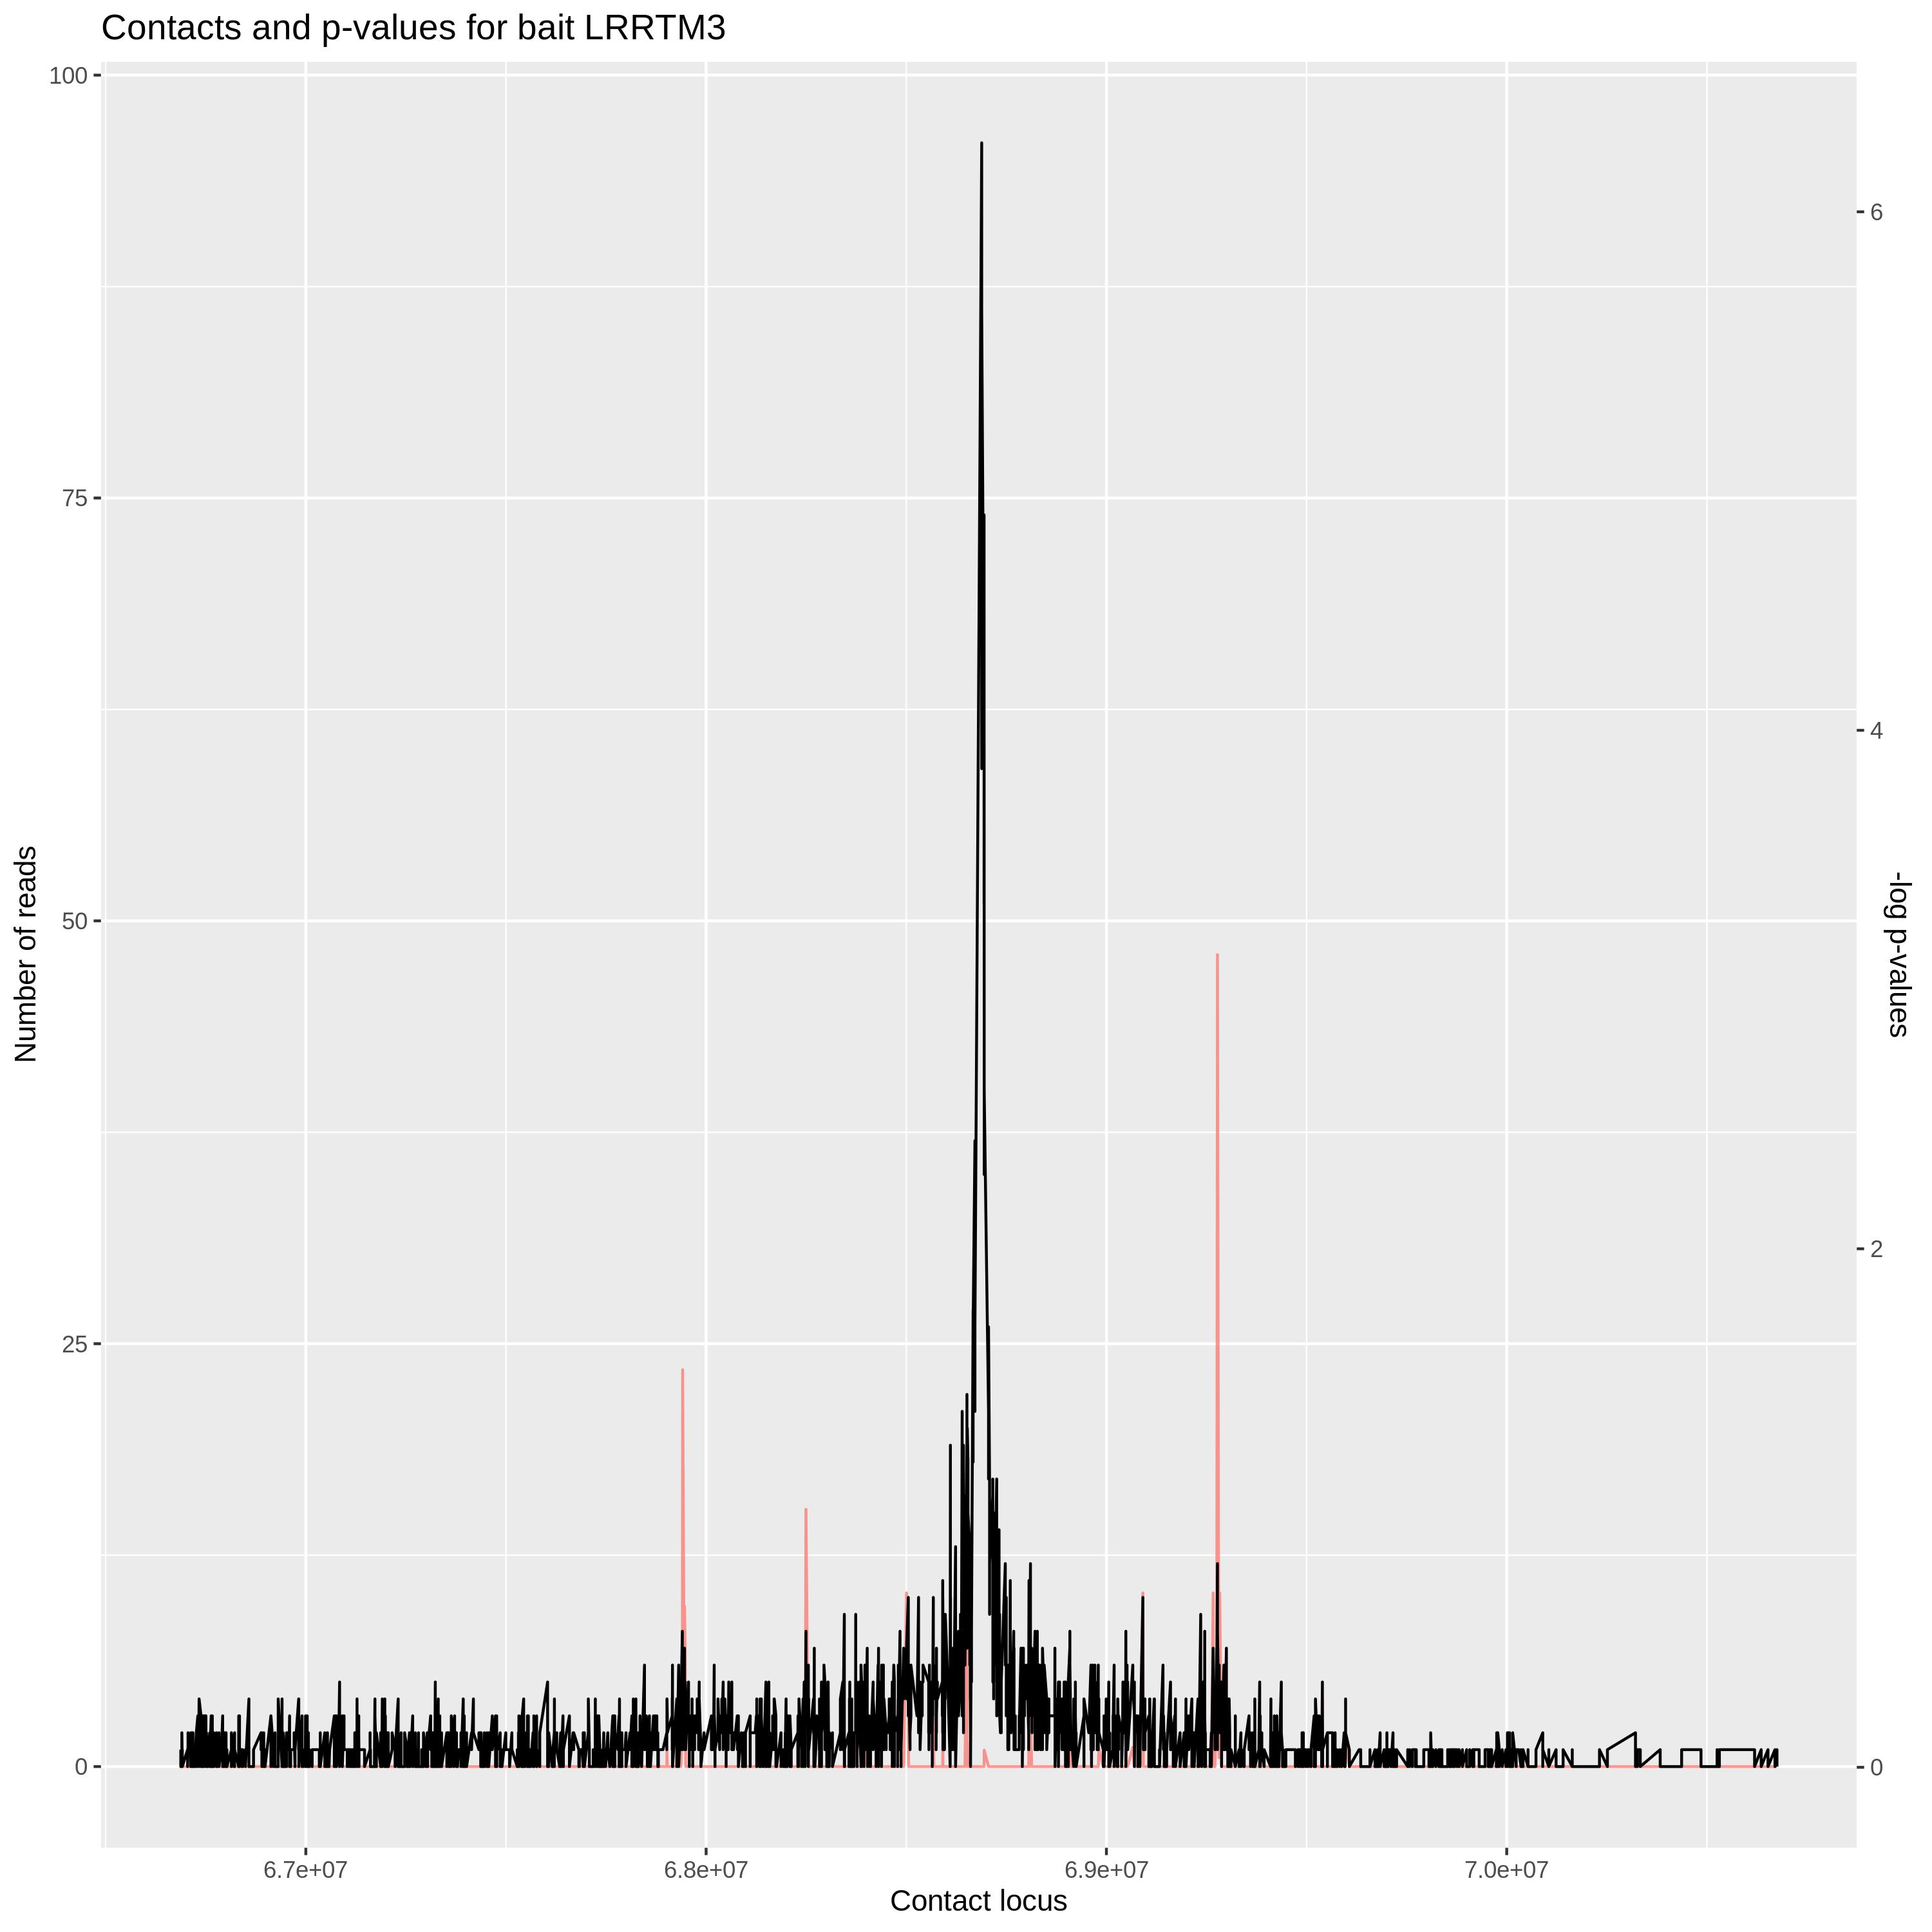 Contacts and p-values for bait LRRTM3
100
75
50
25
0
Number of reads
6
4
2
0
-log p-values
6.7e+07
6.8e+07
6.9e+07
7.0e+07
Contact locus